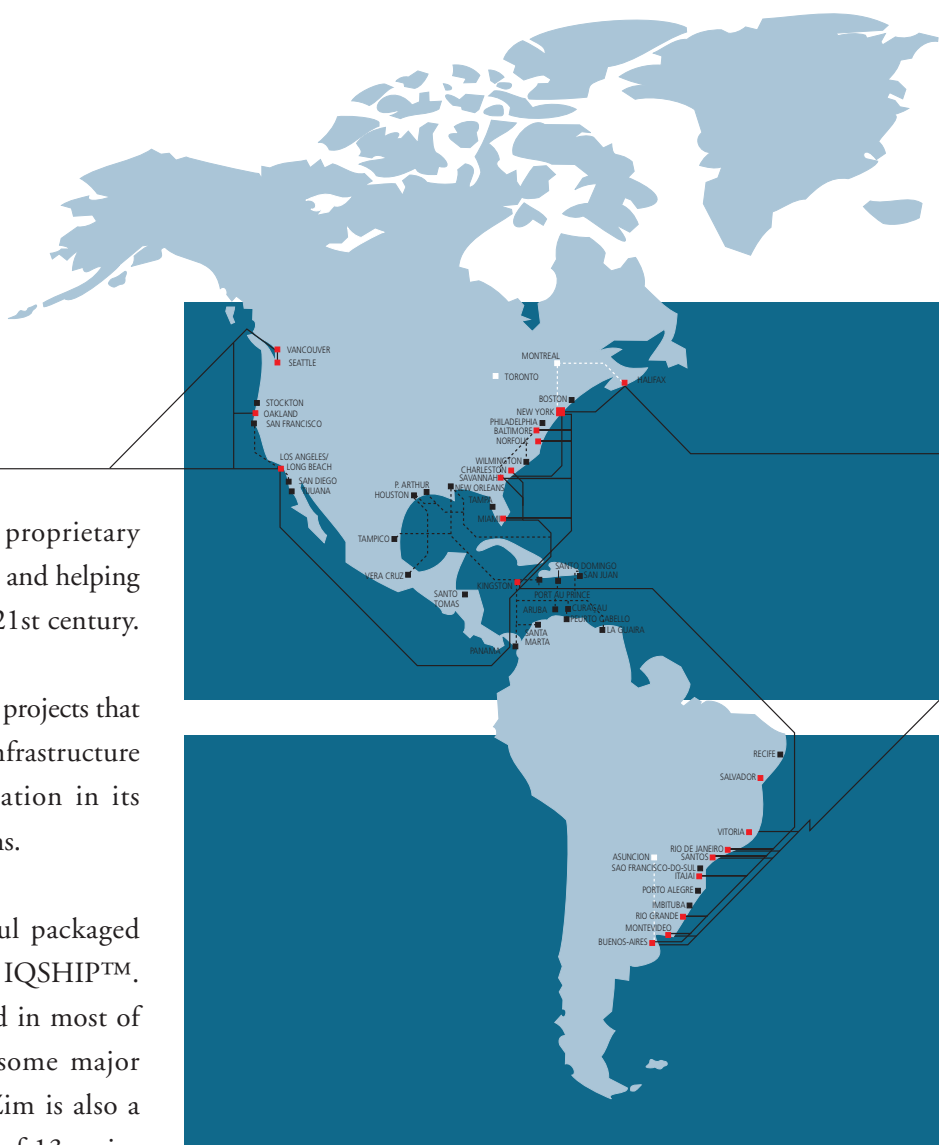 proprietary
and helping
21st century.
projects that
nfrastructure
ation in its
ns.
ul packaged
IQSHIP™.
d in most of
some major
Zim is also a
of 13
VANCOUVER
SEATTLE
STOCKTON
OAKLAND
SAN FRANCISCO
LOS ANGELES/
LONG BEACH
SAN DIEGO
TIJUANA
MONTREAL
TORONTO
HALIFAX
BOSTON
NEW YORK
PHILADELPHIA
BALTIMORE
NORFOLK
WILMINGTON
CHARLESTON
SAVANNAH
NEW ORLEANS
P. ARTHUR
HOUSTON
TAMPA
MIAMI
TAMPICO
VERA CRUZ
SANTO
TOMAS
KINGSTON
SANTO DOMINGO
SAN JUAN
PORT AU PRINCE
ARUBA
CURASAU
PEURTO CABELLO
LA GUAIRA
SANTA
MARTA
PANAMA
RECIFE
SALVADOR
VITORIA
RIO DE JANEIRO
SANTOS
ASUNCION
SAO FRANCISCO-DO-SUL
ITAJAI
PORTO ALEGRE
IMBITUBA
RIO GRANDE
MONTEVIDEO
BUENOS-AIRES